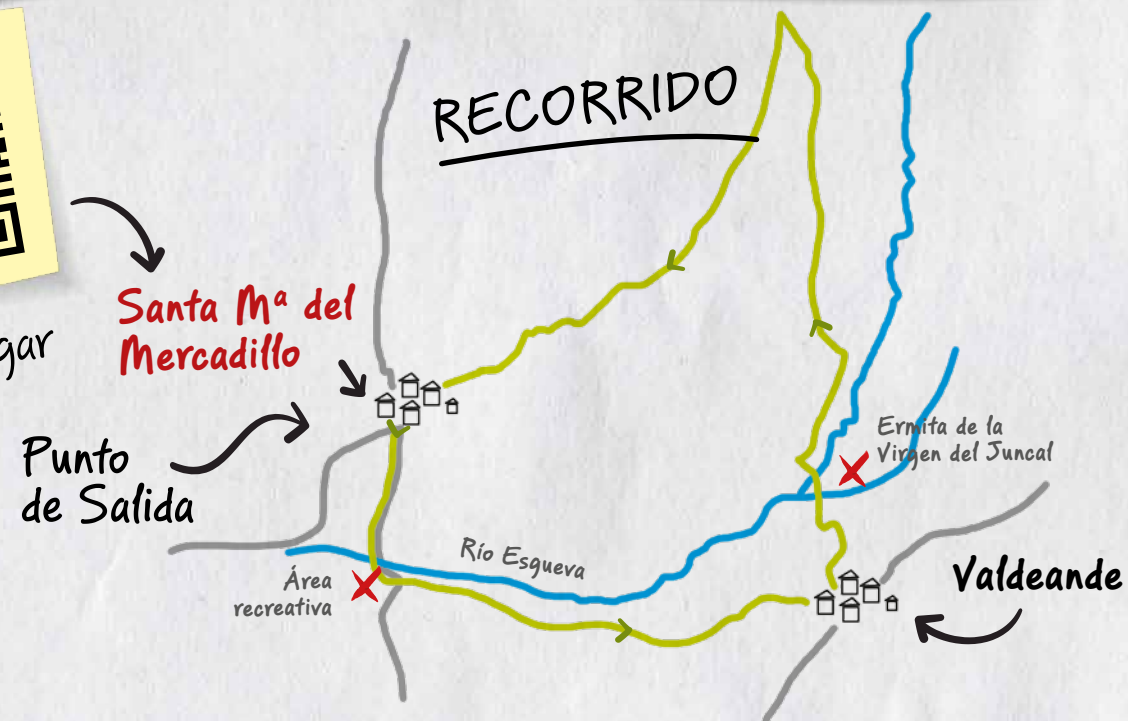 RECORRIDO
Santa Mª del
Mercadillo
Punto
de Salida
Ermita de la
Virgen del Juncal
Río Esgueva
Área
recreativa
Valdeande